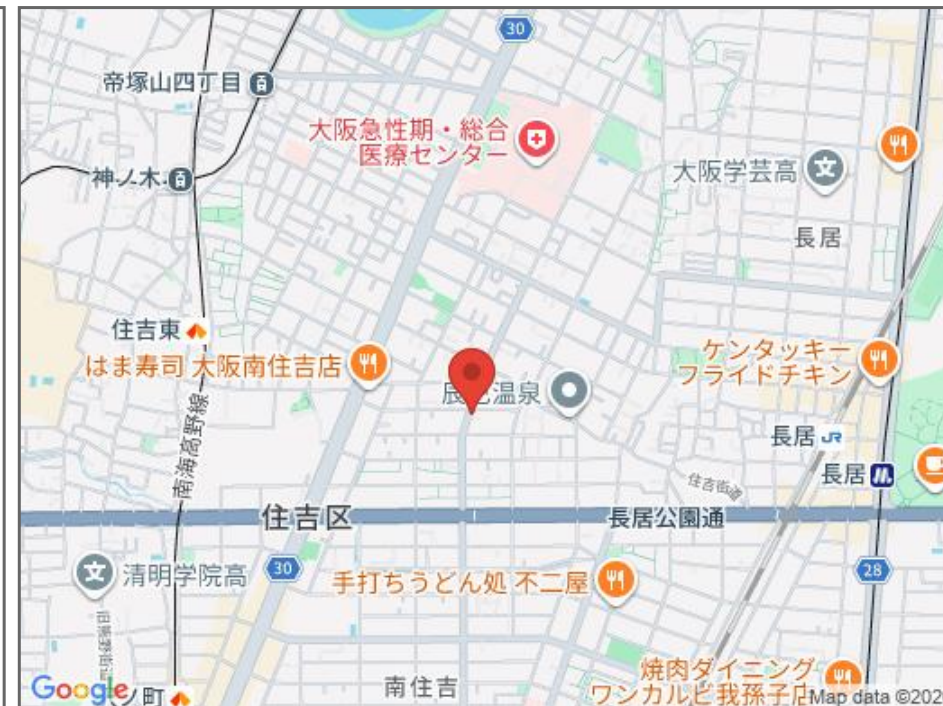 30
帝塚山四丁目
大阪急性期・総合
医療センター
神ノ木
大阪学芸高
長居
住吉東
はま寿司 大阪南住吉店
ケンタッキー
フライドチキン
温泉
南海高野線
長居 JR
長居
住吉街道
住吉区
長居公園通
清明学院高
30
28
手打ちうどん処 不二屋
南住吉
焼肉ダイニング
ワンカルビ我孫子店
Google
ノ町
Map data ©202